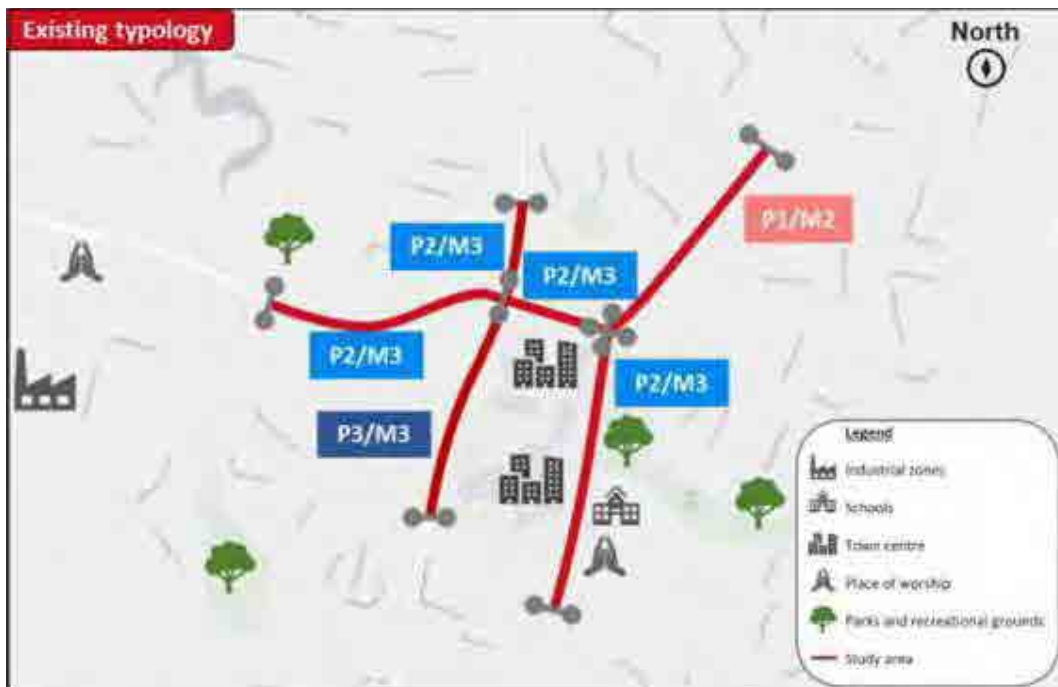 Existing typology
North
P1/M2
P2/M3
P2/M3
P2/M3
P2/M3
P3/M3
Legend
Industrial zones
Schools
Town centre
Place of worship
Parks and recreational grounds
Study area